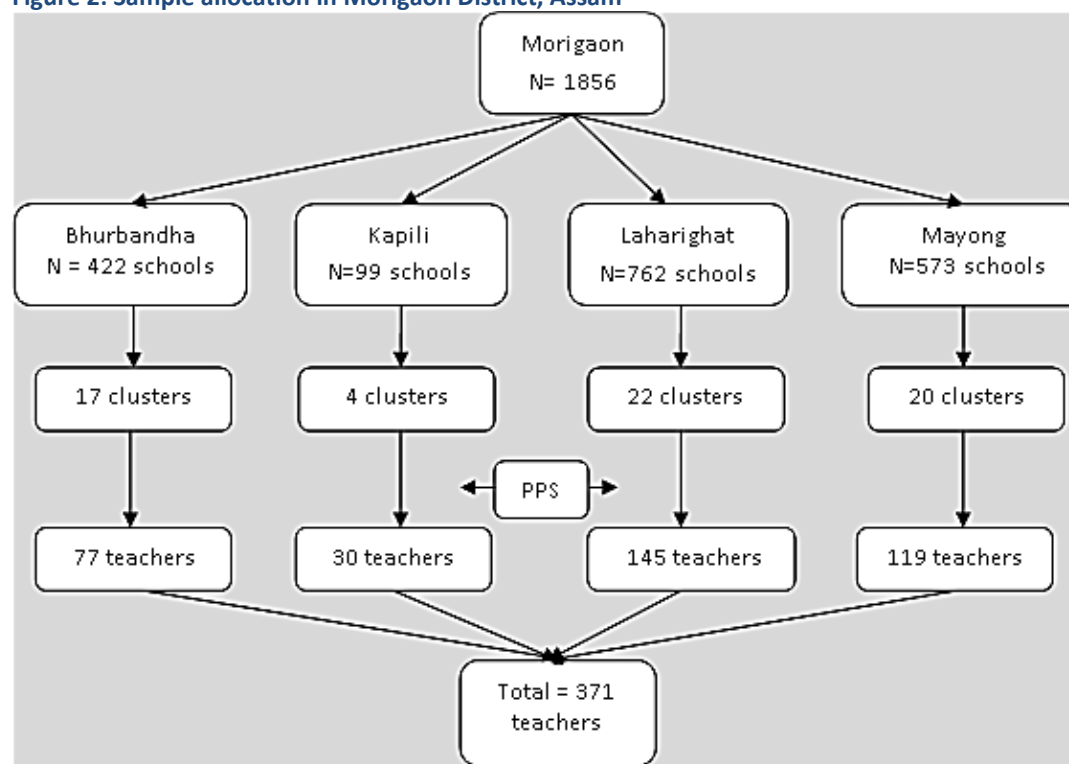 Figure 2: Sample allocation in Morigaon District, Assam
Morigaon
N= 1856
Bhurbandha
N = 422 schools
Kapili
N=99 schools
Laharighat
N=762 schools
Mayong
N=573 schools
17 clusters
4 clusters
22 clusters
20 clusters
PPS
77 teachers
30 teachers
145 teachers
119 teachers
Total = 371
teachers